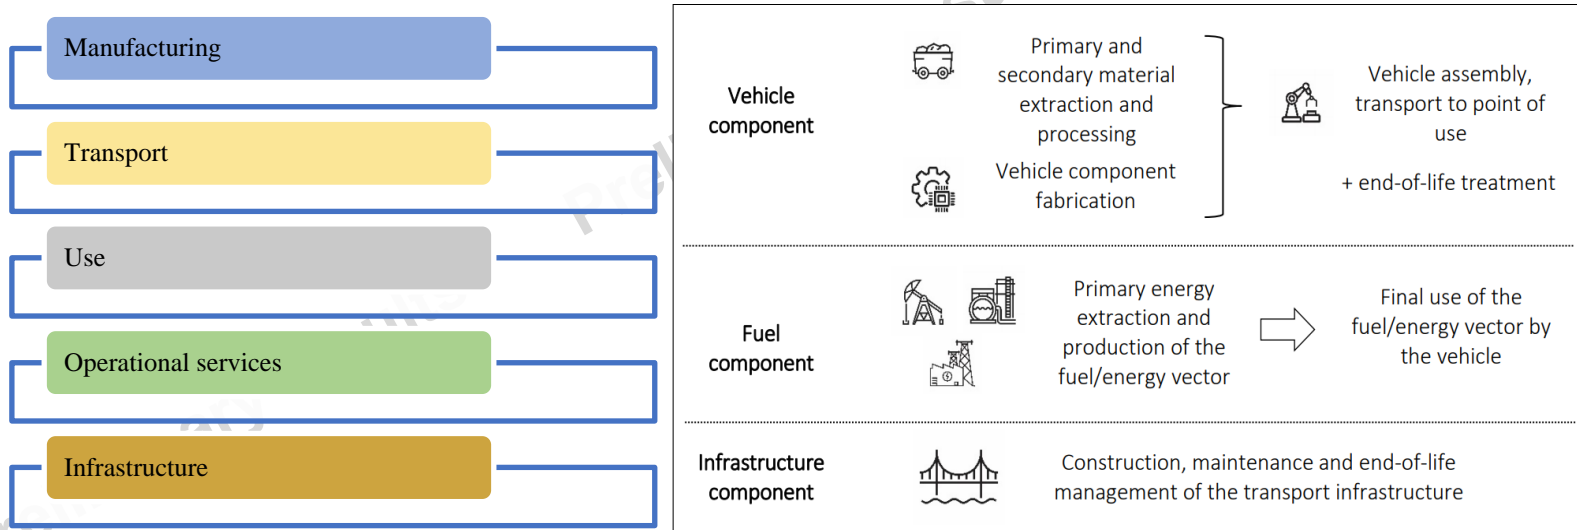 Manufacturing
Transport
Use
Operational services
Infrastructure
Vehicle
component
Primary and
secondary material
extraction and
processing
Vehicle component
fabrication
Vehicle assembly,
transport to point of
use
+ end-of-life treatment
Fuel
component
Primary energy
extraction and
production of the
fuel/energy vector
Final use of the
fuel/energy vector by
the vehicle
Infrastructure
component
Construction, maintenance and end-of-life
management of the transport infrastructure